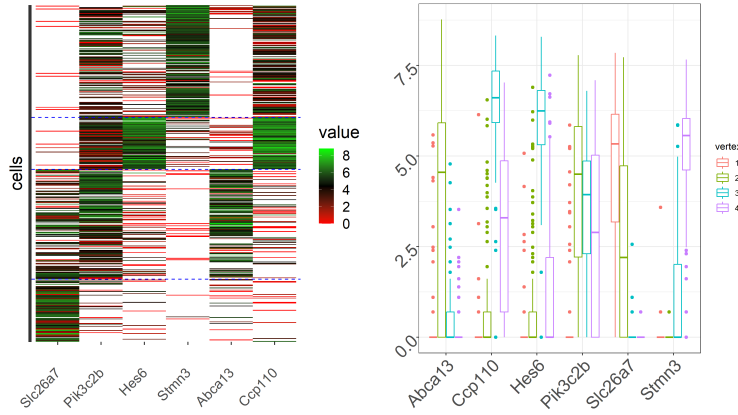 cells
value
8
6
4
2
0
Slc26a7
Pik3c2b
Hes6
Stmn3
Abca13
Ccp110
7.5
5.0
2.5
0.0
Abca13
Ccp110
Hes6
Pik3c2b
Slc26a7
Stmn3
vertex
1
2
3
4